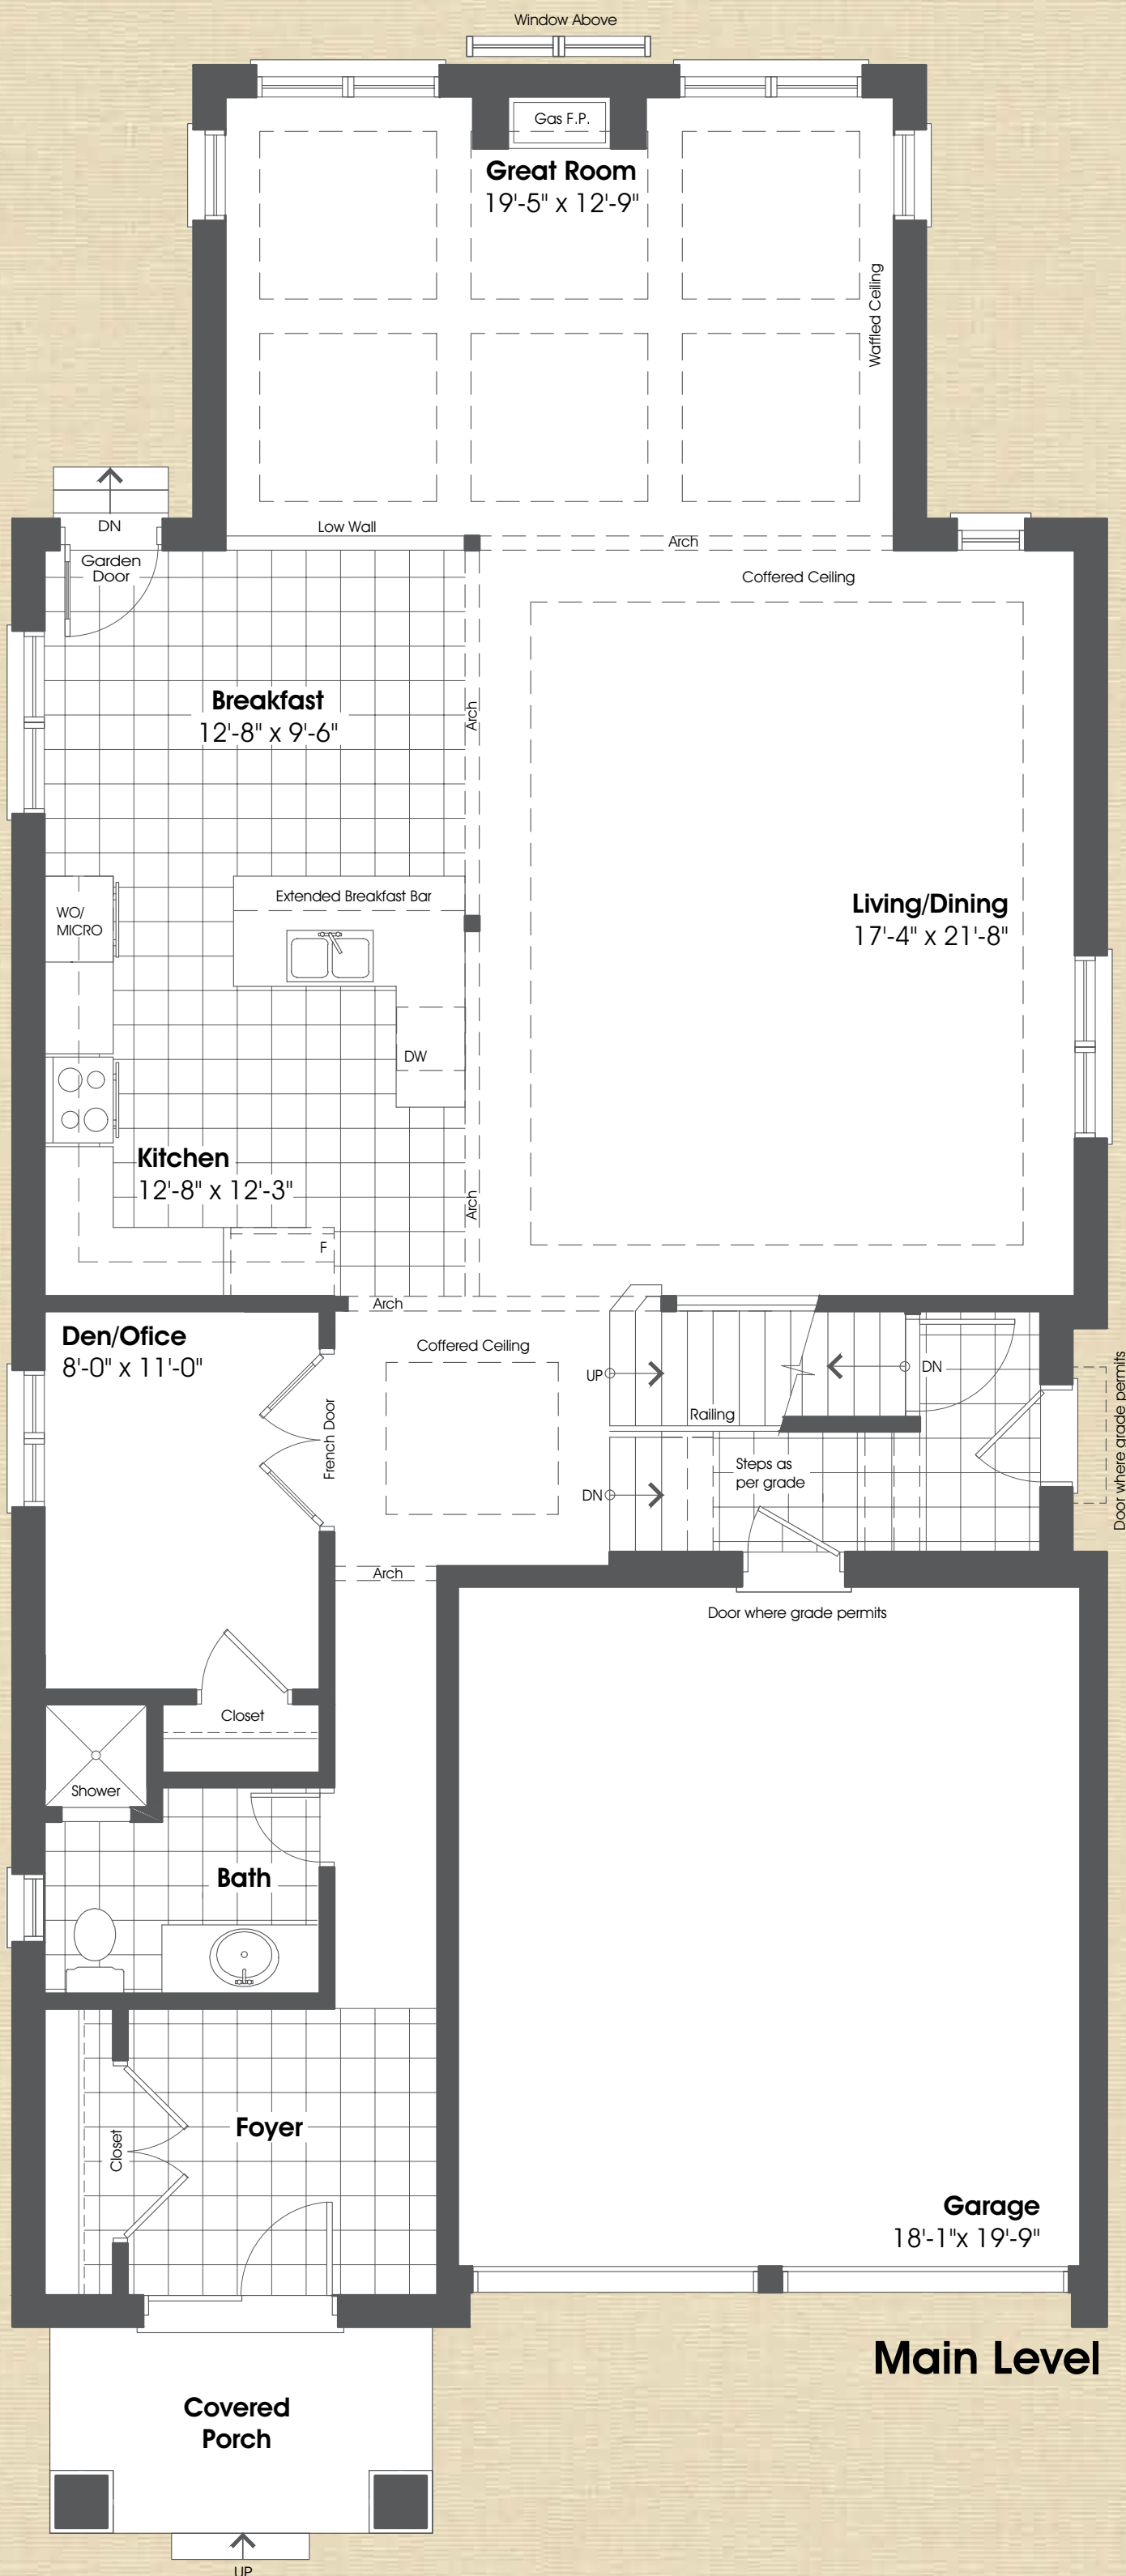 Window Above
Gas F.P.
Great Room
19'-5" x 12'-9"
Waffled Ceiling
DN
Garden
Door
Low Wall
Arch
Coffered Ceiling
Breakfast
12'-8" x 9'-6"
Arch
WO/
MICRO
Extended Breakfast Bar
Living/Dining
17'-4" x 21'-8"
DW
Kitchen
12'-8" x 12'-3"
Arch
F
Arch
Den/Ofice
8'-0" x 11'-0"
Coffered Ceiling
French Door
UP
DN
Railing
Steps as
per grade
DN
Door where grade permits
Arch
Door where grade permits
Closet
Shower
Bath
Closet
Foyer
Garage
18'-1"x 19'-9"
Main Level
Covered
Porch
UP